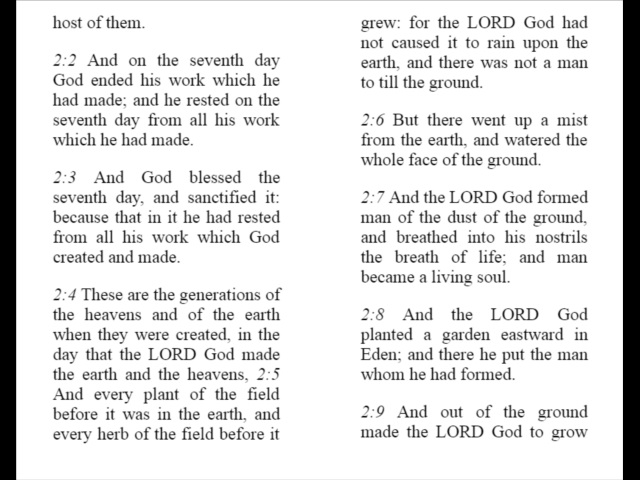 host of them.
2:2 And on the seventh day
God ended his work which he
had made; and he rested on the
seventh day from all his work
which he had made.
2:3 And God blessed the
seventh day, and sanctified it:
because that in it he had rested
from all his work which God
created and made.
2:4 These are the generations of
the heavens and of the earth
when they were created, in the
day that the LORD God made
the earth and the heavens, 2:5
And every plant of the field
before it was in the earth, and
every herb of the field before it
grew: for the LORD God had
not caused it to rain upon the
earth, and there was not a man
to till the ground.
2:6 But there went up a mist
from the earth, and watered the
whole face of the ground.
2:7 And the LORD God formed
man of the dust of the ground,
and breathed into his nostrils
the breath of life; and man
became a living soul.
2:8 And the LORD God
planted a garden eastward in
Eden; and there he put the man
whom he had formed.
2:9 And out of the ground
made the LORD God to grow